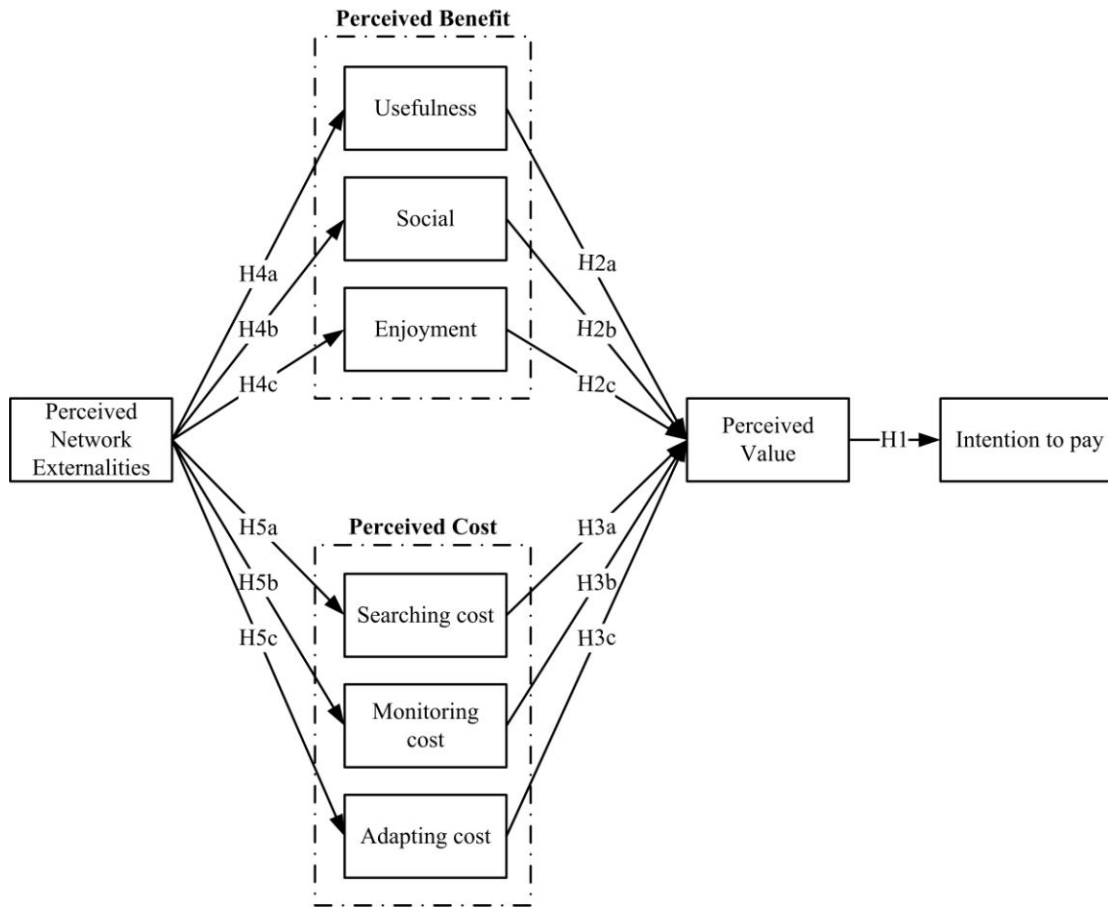 Perceived Benefit
Usefulness
Social
Enjoyment
H4a
H4b
H4c
H2a
H2b
H2c
Perceived
Network
Externalities
Perceived
Value
H1
Intention to pay
H5a
H5b
H5c
Perceived Cost
Searching cost
Monitoring
cost
Adapting cost
H3a
H3b
H3c